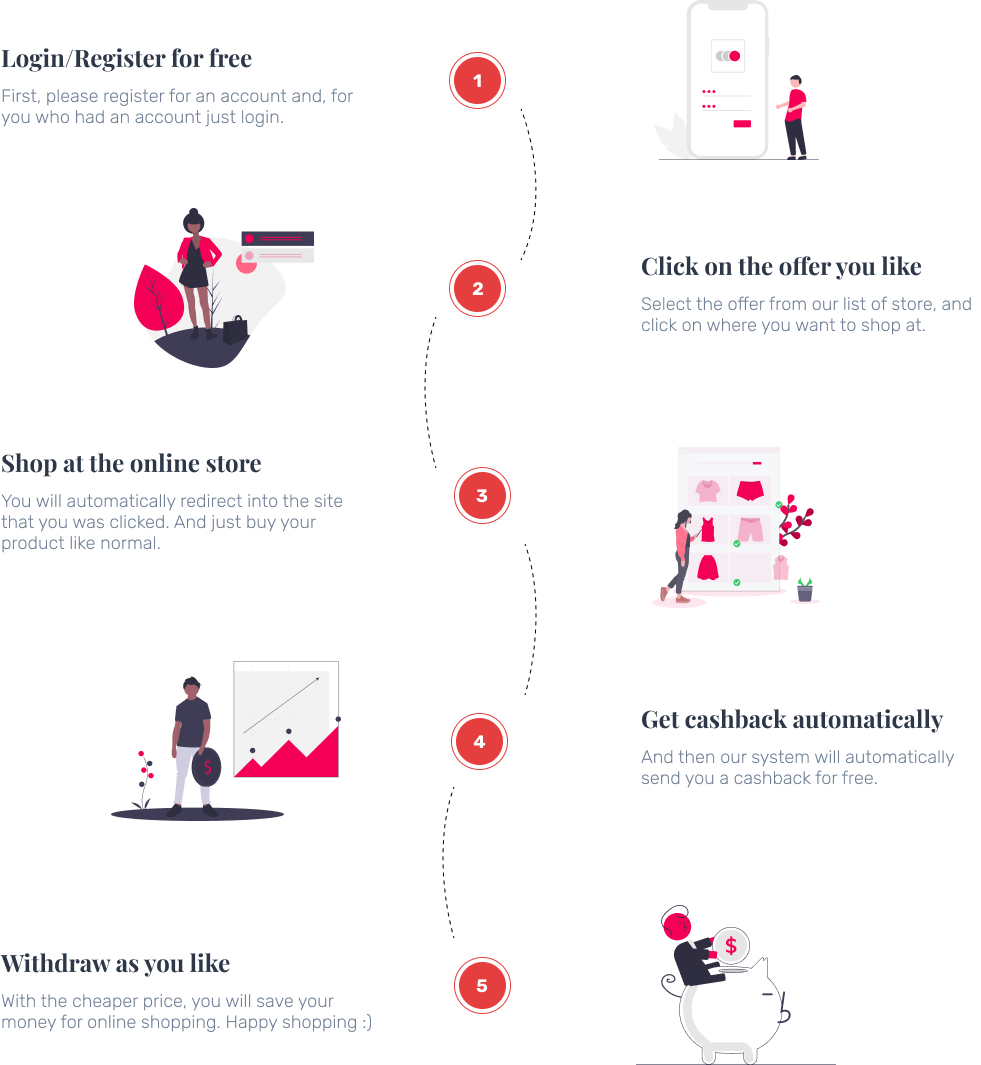 Login/Register for free
First, please register for an account and, for
you who had an account just login.
1
2
Click on the offer you like
Select the offer from our list of store, and
click on where you want to shop at.
Shop at the online store
You will automatically redirect into the site
that you was clicked. And just buy your
product like normal.
3
$
4
Get cashback automatically
And then our system will automatically
send you a cashback for free.
$
Withdraw as you like
With the cheaper price, you will save your
money for online shopping. Happy shopping :)
5